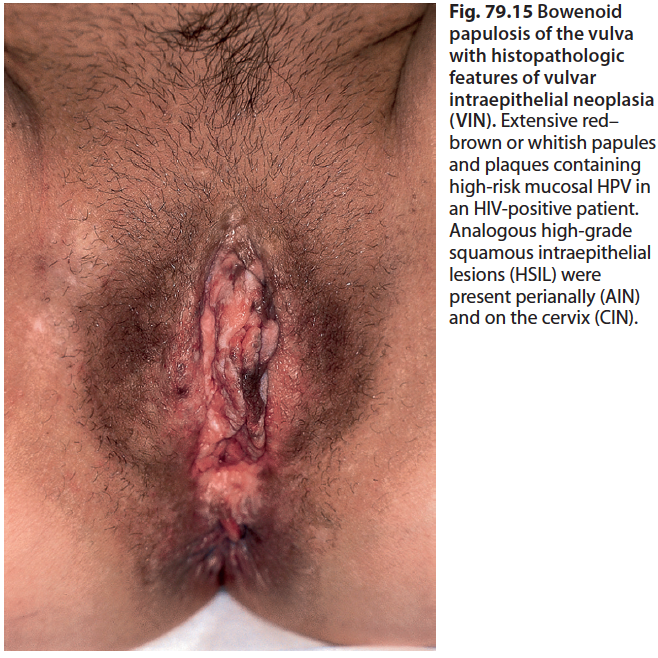 Fig. 79.15 Bowenoid
papulosis of the vulva
with histopathologic
features of vulvar
intraepithelial neoplasia
(VIN). Extensive red–
brown or whitish papules
and plaques containing
high-risk mucosal HPV in
an HIV-positive patient.
Analogous high-grade
squamous intraepithelial
lesions (HSIL) were
present perianally (AIN)
and on the cervix (CIN).